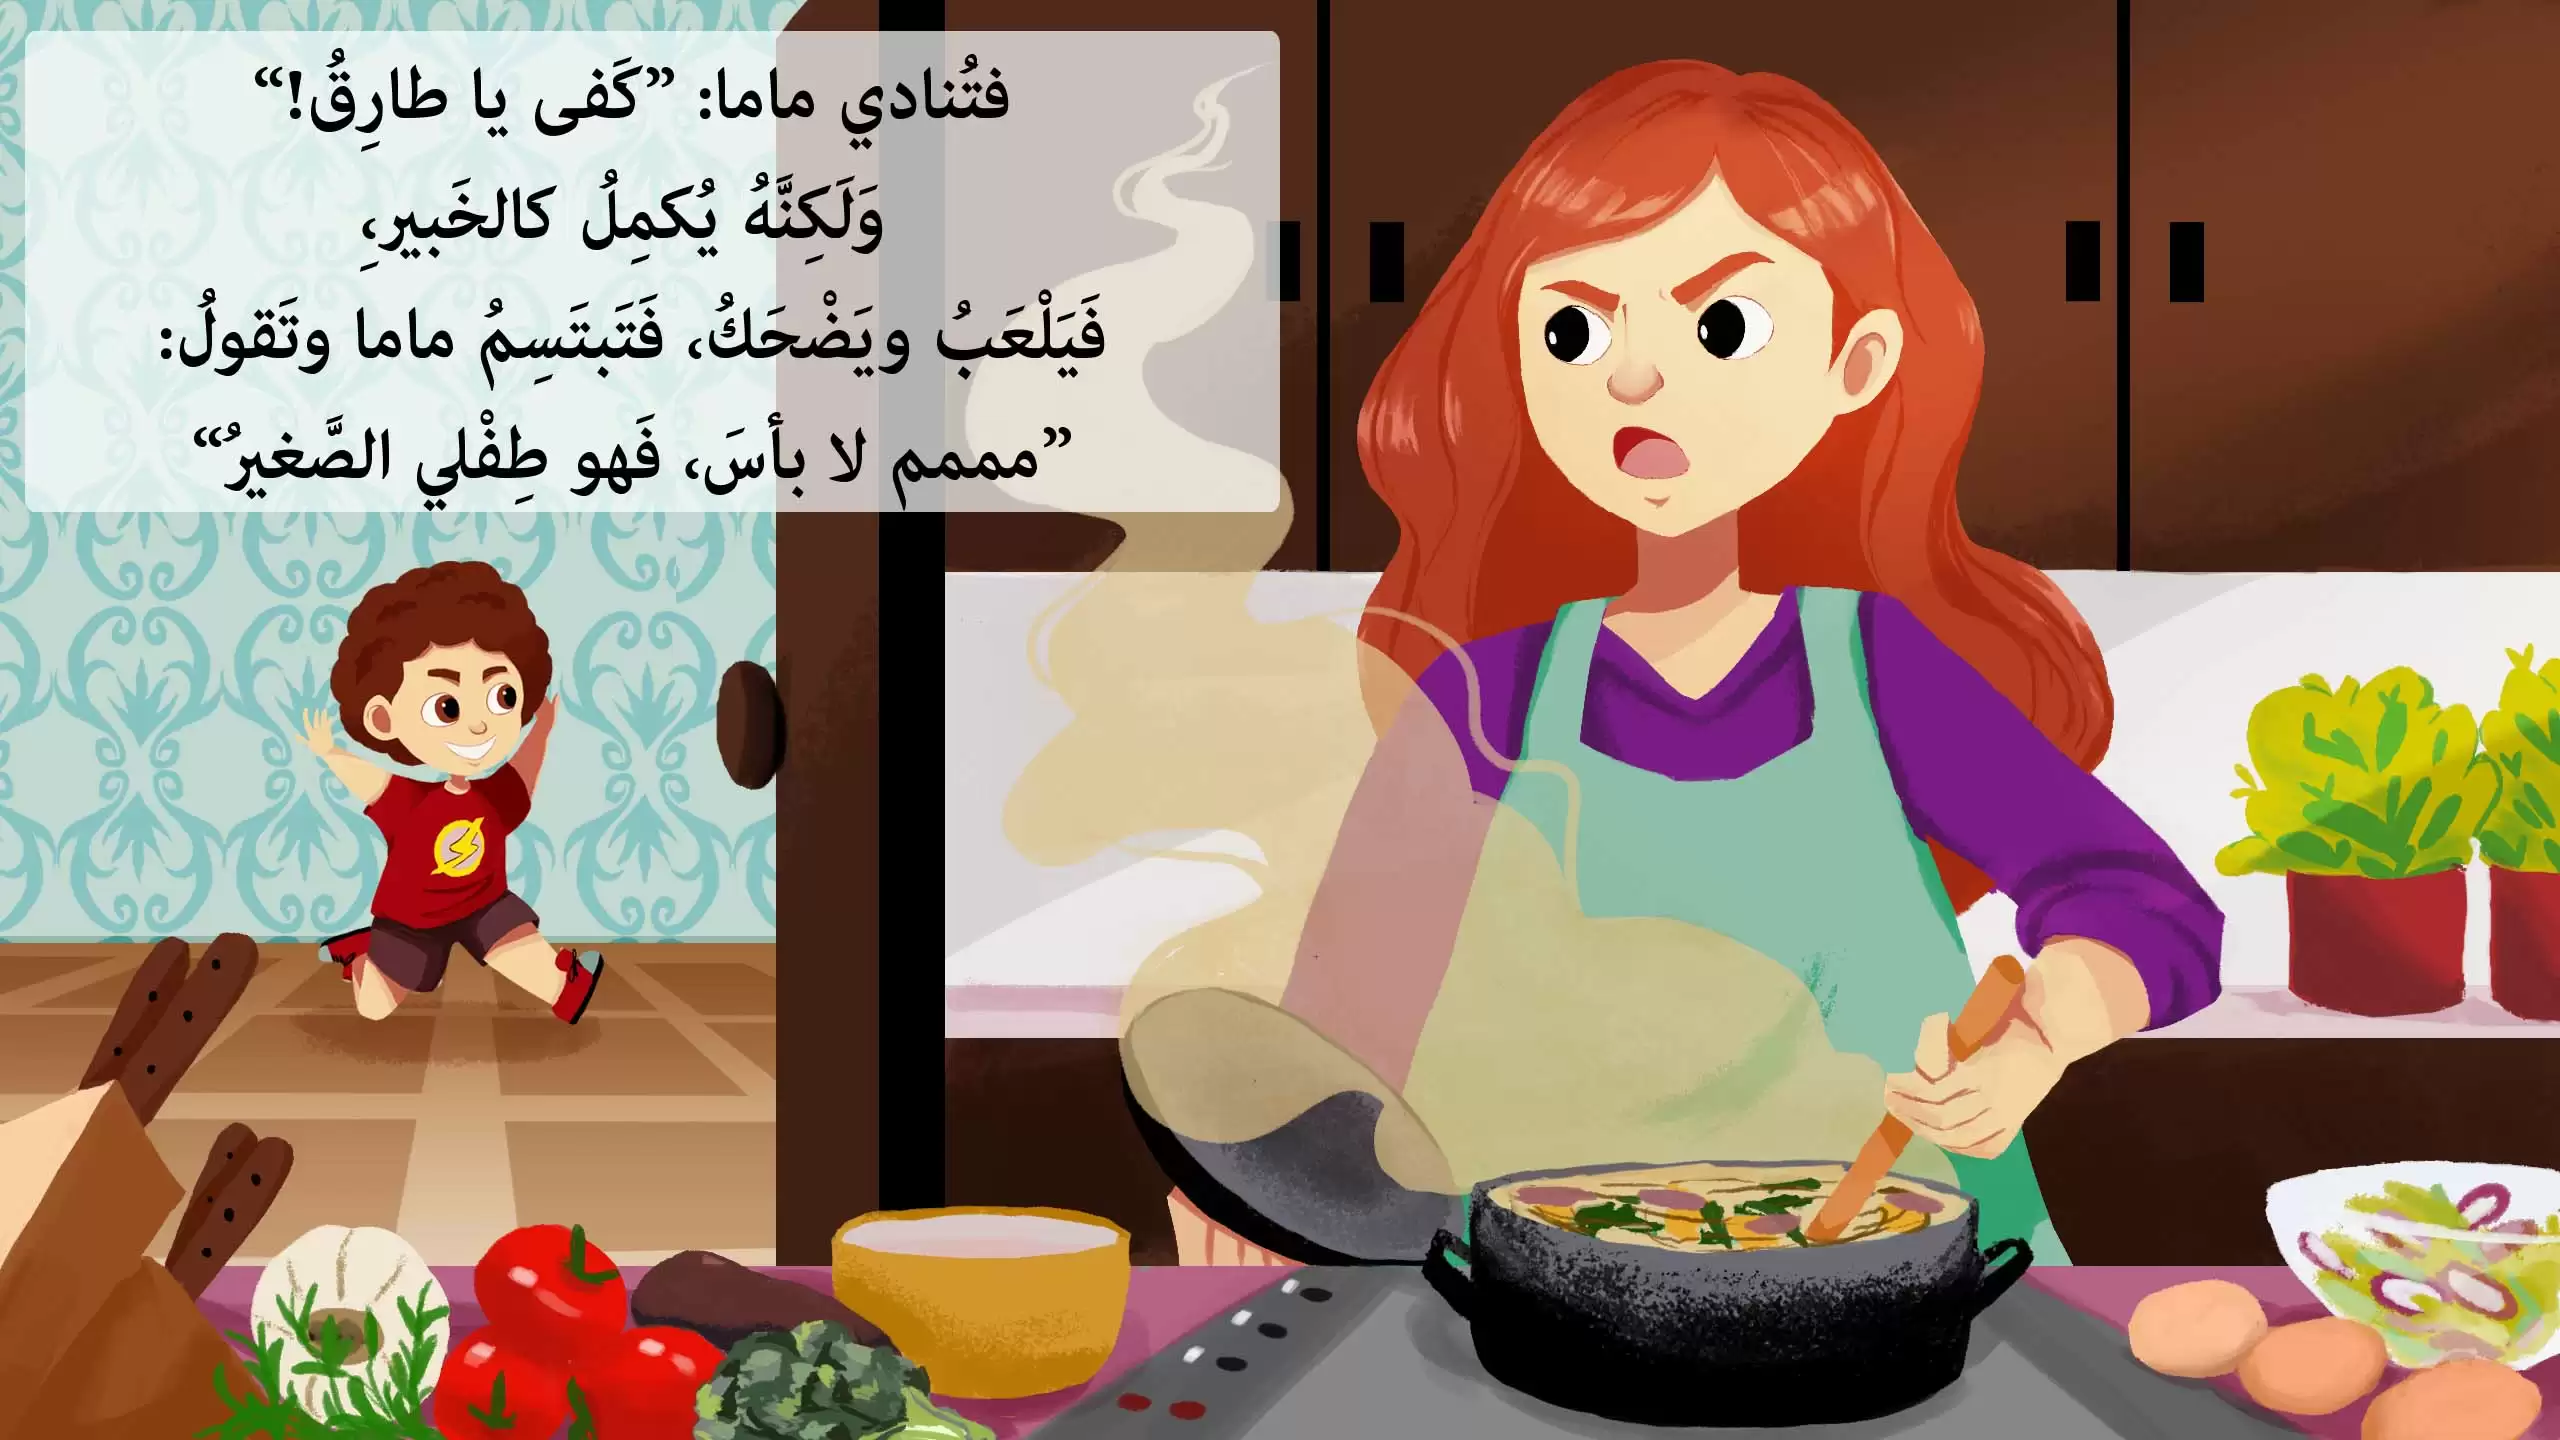 فتُنادي ماما: ”كَفى يا طارِقُ!“
وَلَكِنَّهُ يُكمِلُ كالخَبيرِ،
فَيَلْعَبُ ويَضْحَكُ، فَتَبتَسِمُ ماما وتَقولُ:
”مممم لا بأسَ، فَهو طِفْلي الصَّغيرُ“